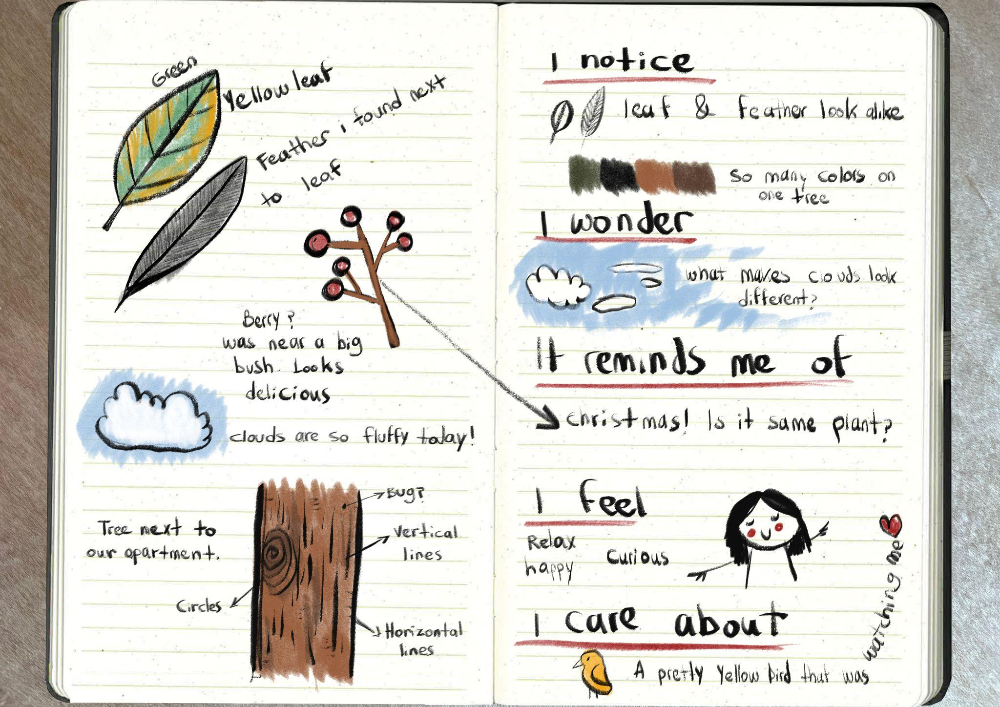 Green
Yellow leaf
Feather i found next
to leaf
Berry?
was near a big
bush. Looks
delicious
clouds are so fluffy today!
Tree next to
our apartment.
Bug?
Vertical
lines
Circles
Horizontal
lines
I notice
leaf & Feather look alike
so many colors on
one tree
I wonder
what makes clouds look
different?
It reminds me of
christmas! Is it same plant?
I feel
Relax
happy
Curious
I care about
A pretty Yellow bird that was
watching me